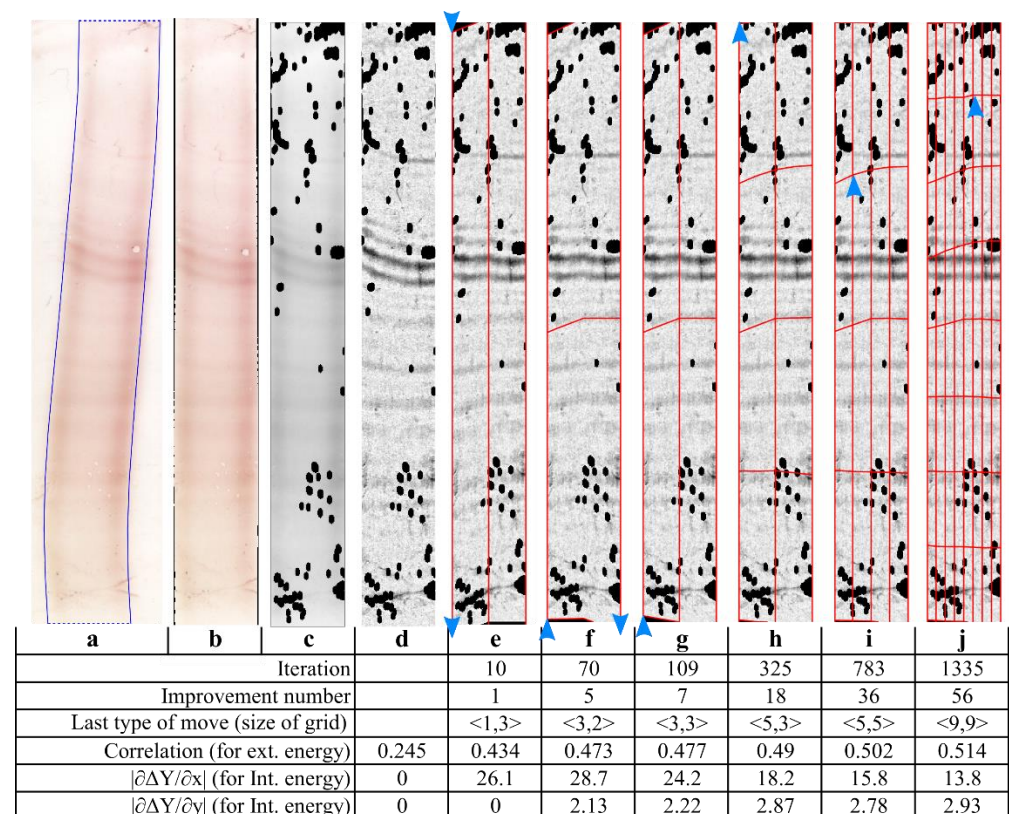 a b c d e f g h i j
Iteration 10 70 109 325 783 1335
Improvement number 1 5 7 18 36 56
Last type of move (size of grid) <1,3> <3,2> <3,3> <5,3> <5,5> <9,9>
Correlation (for ext. energy) 0.245 0.434 0.473 0.477 0.49 0.502 0.514
|∂ΔY/∂x| (for Int. energy) 0 26.1 28.7 24.2 18.2 15.8 13.8
|∂ΔY/∂y| (for Int. energy) 0 0 2.13 2.22 2.87 2.78 2.93